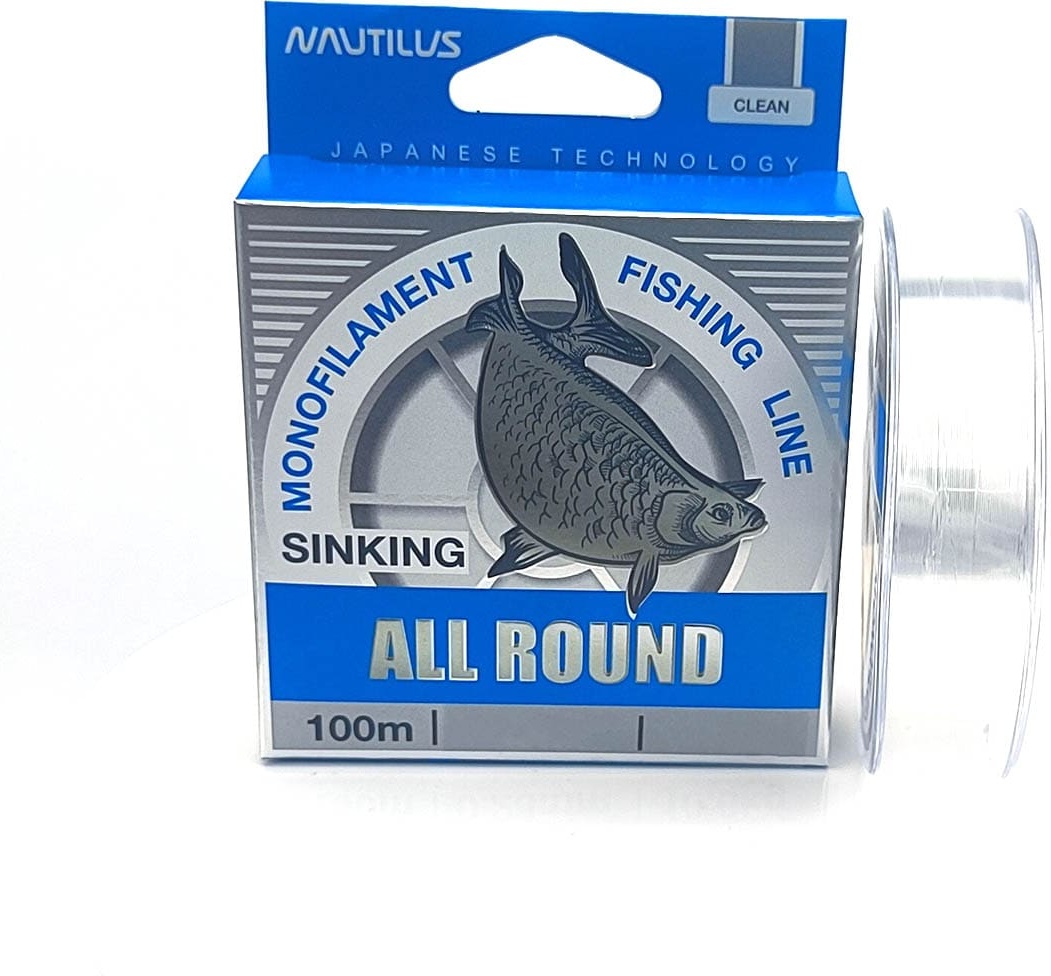 NAUTILUS
CLEAN
JAPANESE TECHNOLOGY
MONOFILAMENT FISHING LINE
SINKING
ALL ROUND
100m